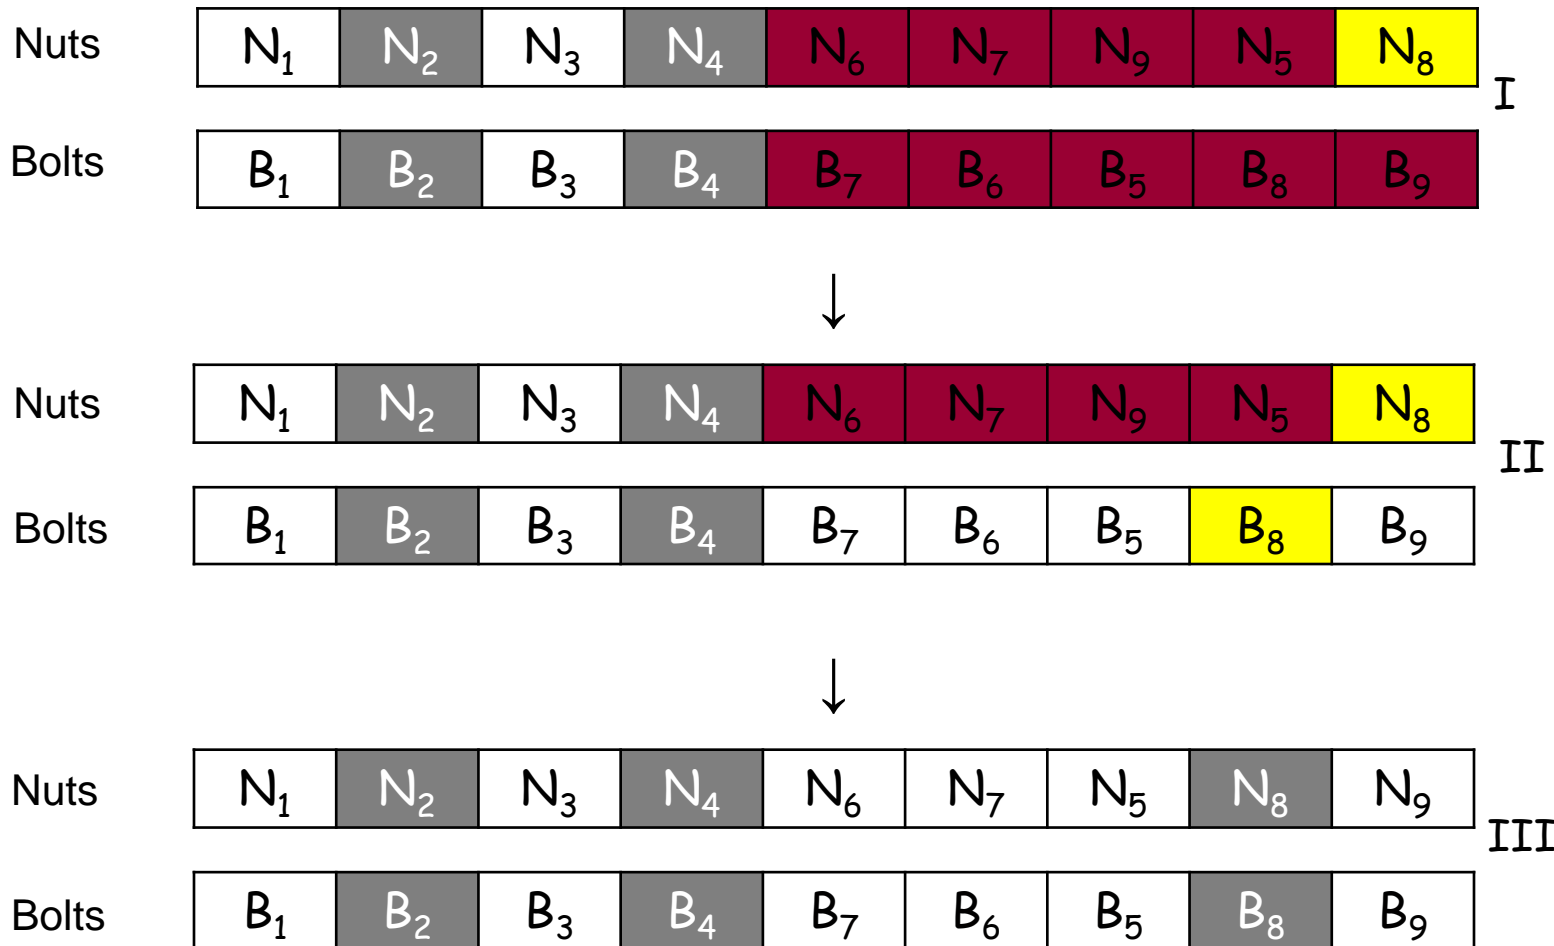 Nuts N₁ N₂ N₃ N₄ N₆ N₇ N₉ N₅ N₈
I
Bolts B₁ B₂ B₃ B₄ B₇ B₆ B₅ B₈ B₉
↓
Nuts N₁ N₂ N₃ N₄ N₆ N₇ N₉ N₅ N₈
II
Bolts B₁ B₂ B₃ B₄ B₇ B₆ B₅ B₈ B₉
↓
Nuts N₁ N₂ N₃ N₄ N₆ N₇ N₅ N₈ N₉
III
Bolts B₁ B₂ B₃ B₄ B₇ B₆ B₅ B₈ B₉